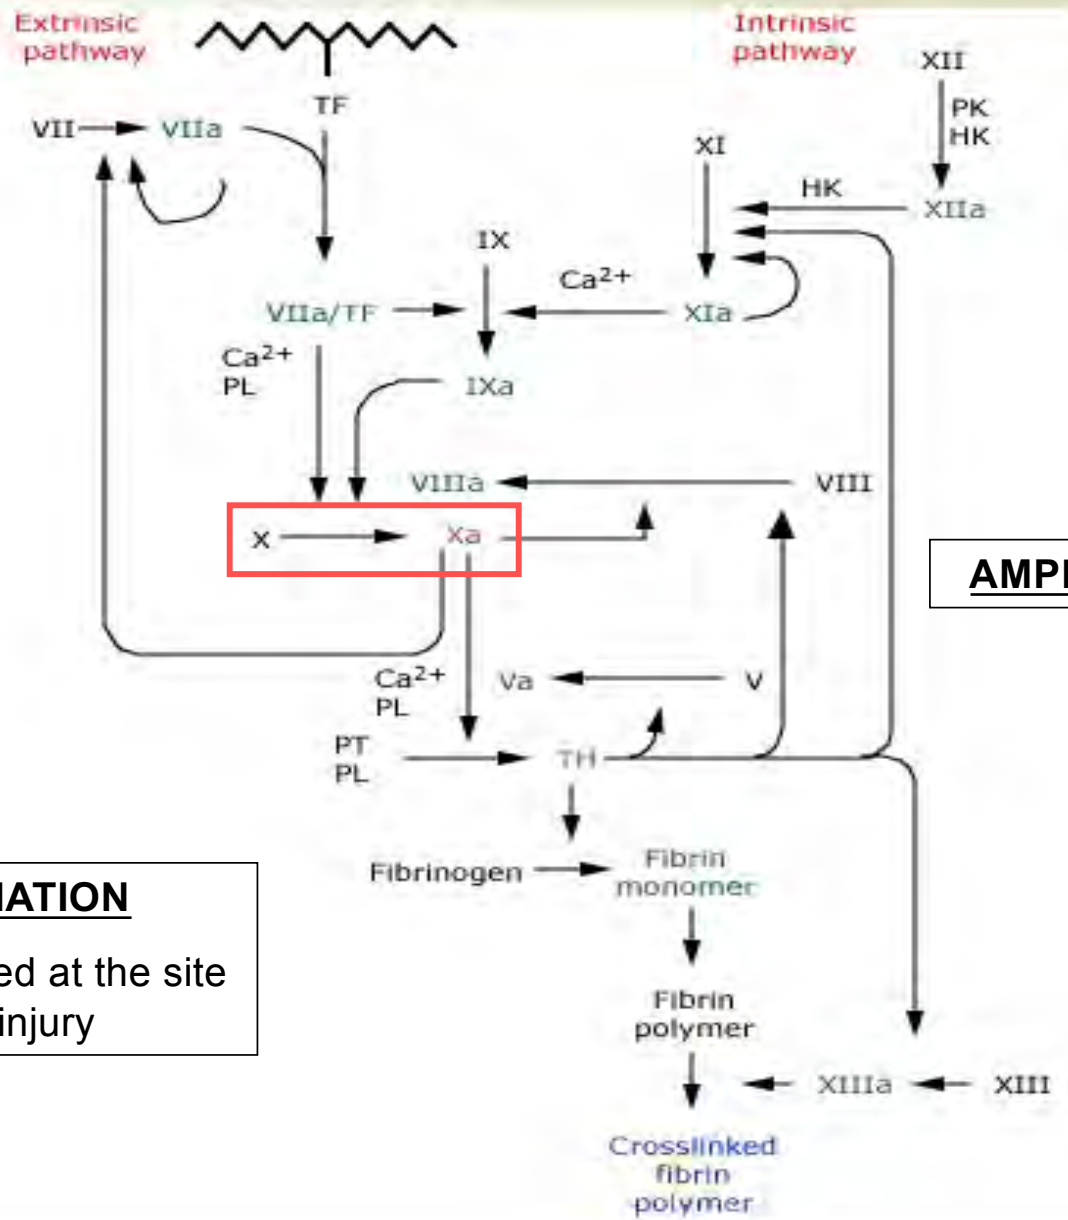 Extrinsic
pathway
Intrinsic
pathway
XII
TF
PK
HK
VII
VIIa
XI
HK
XIIa
IX
Ca2+
VIIa/TF
XIa
Ca2+
PL
IXa
VIIIa
VIII
X
Xa
AMPL
Ca2+
PL
Va
V
PT
PL
TH
Fibrinogen
Fibrin
monomer
IATION
ed at the site
injury
Fibrin
polymer
XIIIa
XIII
Crosslinked
fibrin
polymer